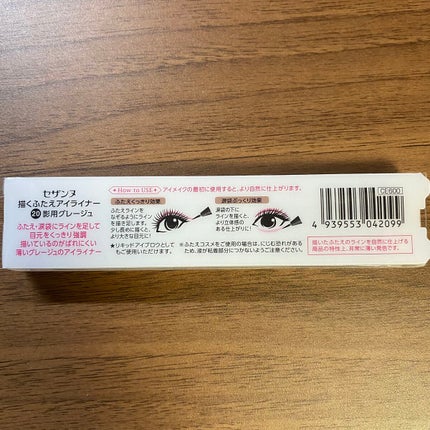 セザンヌ
描くふたえアイライナー
20 影用グレージュ
ふたえ・涙袋にラインを足して
目元をくっきり強調
描いているのがばれにくい
薄いグレージュのアイライナー
How to USE
アイメイクの最初に使用すると、より自然に仕上がります。
ふたえくっきり効果
ふたえラインを
なぞるようにライン
を描き足します。
少し長めに描くと、
より大きな目元に!
涙袋ぷっくり効果
涙袋の下に
ラインを描くと、
より立体感の
ある仕上がりに!
★リキッドアイブロウとして
もご使用いただけます。
※ふたえコスメをご使用の場合は、にじむ恐れがある
ため、液が粘着部分につかないようご注意ください。
CE600
4 939553 042099
描いたふたえのラインを自然に仕上げる
商品の特性上、非常に薄い発色です。